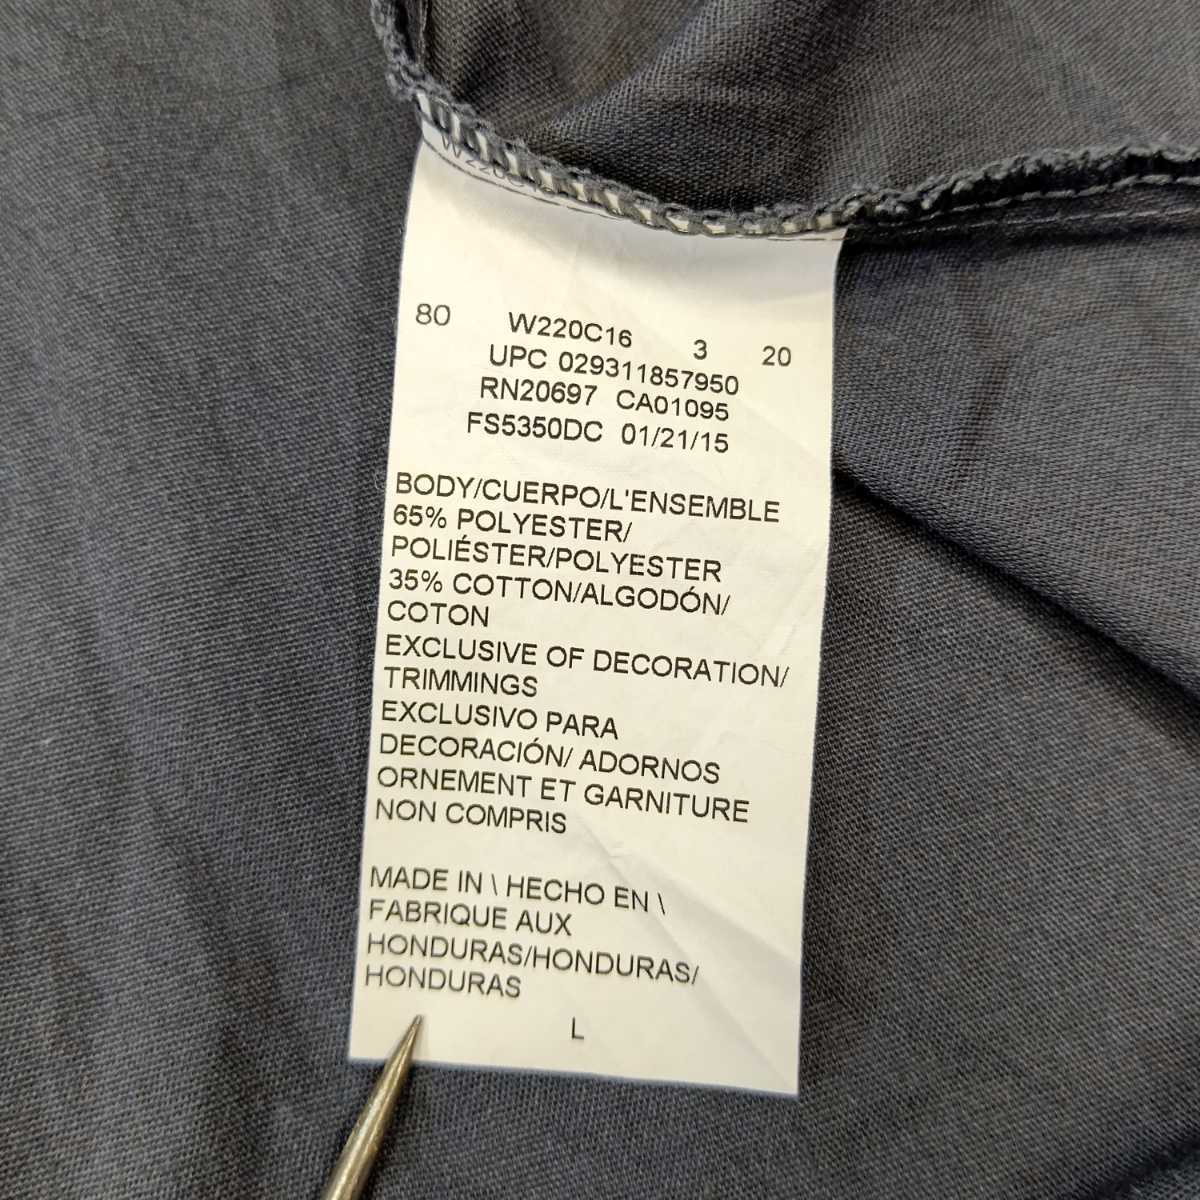 W220C
80 W220C16 3 20
UPC 029311857950
RN20697 CA01095
FS5350DC 01/21/15
BODY/CUERPO/L'ENSEMBLE
65% POLYESTER/
POLIÉSTER/POLYESTER
35% COTTON/ALGODÓN/
COTON
EXCLUSIVE OF DECORATION/
TRIMMINGS
EXCLUSIVO PARA
DECORACIÓN/ ADORNOS
ORNEMENT ET GARNITURE
NON COMPRIS
MADE IN \ HECHO EN \
FABRIQUE AUX
HONDURAS/HONDURAS/
HONDURAS
L